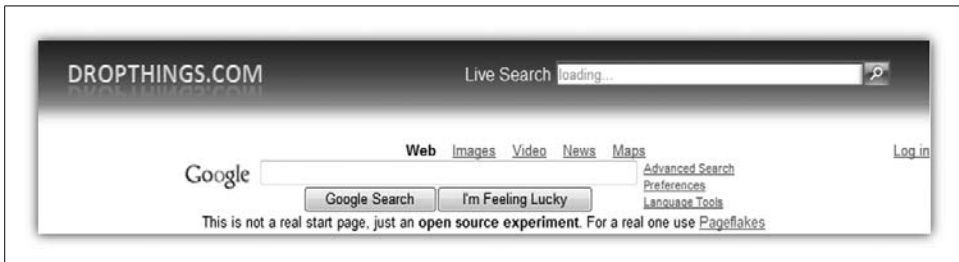 DROPTHINGS.COM Live Search loading...
Web Images Video News Maps Log in
Google Advanced Search
Preferences
Google Search I'm Feeling Lucky Language Tools
This is not a real start page, just an open source experiment. For a real one use Pageflakes